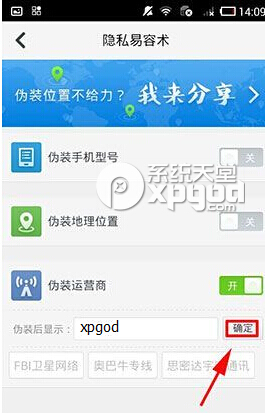 14:09
隐私易容术
伪装位置不给力？ 我来分享
伪装手机型号 关
系统天堂
xpgod
.com
伪装地理位置 关
伪装运营商 开
伪装后显示： xpgod 确定
FBI卫星网络 奥巴牛专线 思密达宇宙通讯